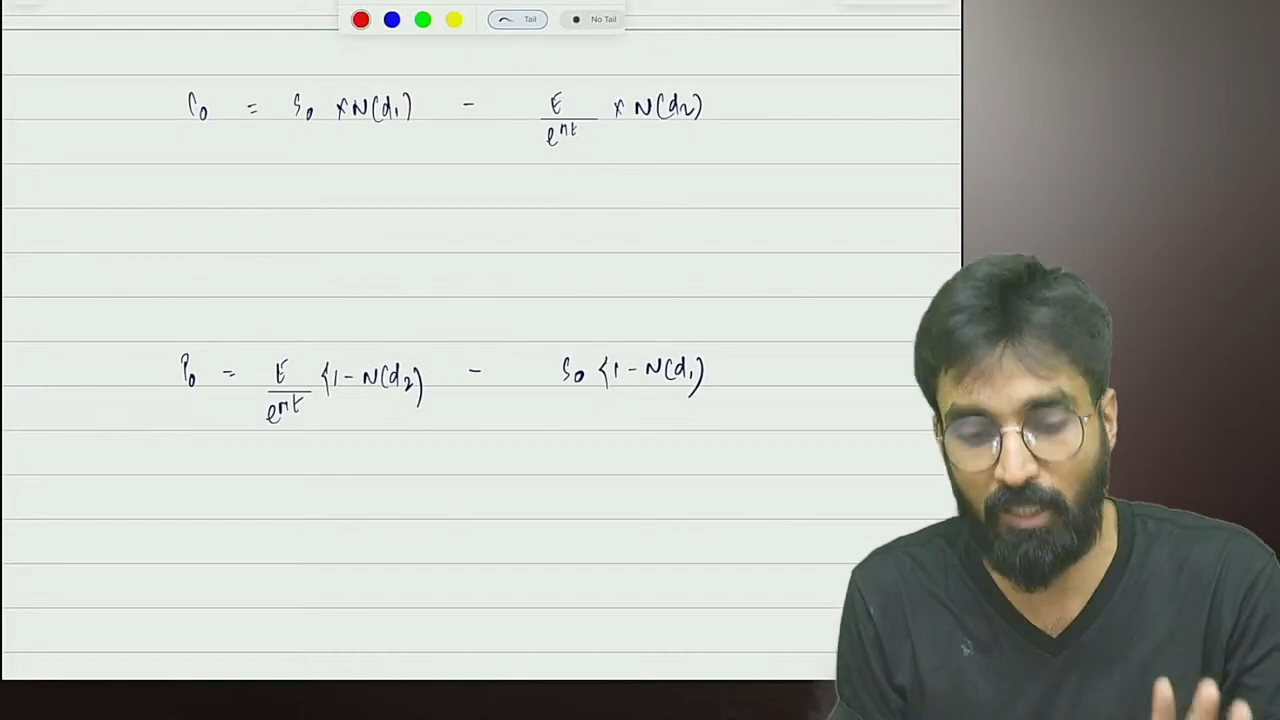 Tail No Tail
C₀ = S₀ × N(d₁) - E/e^rt × N(d₂)
P₀ = E/e^rt {1 - N(d₂) - S₀ {1 - N(d₁)